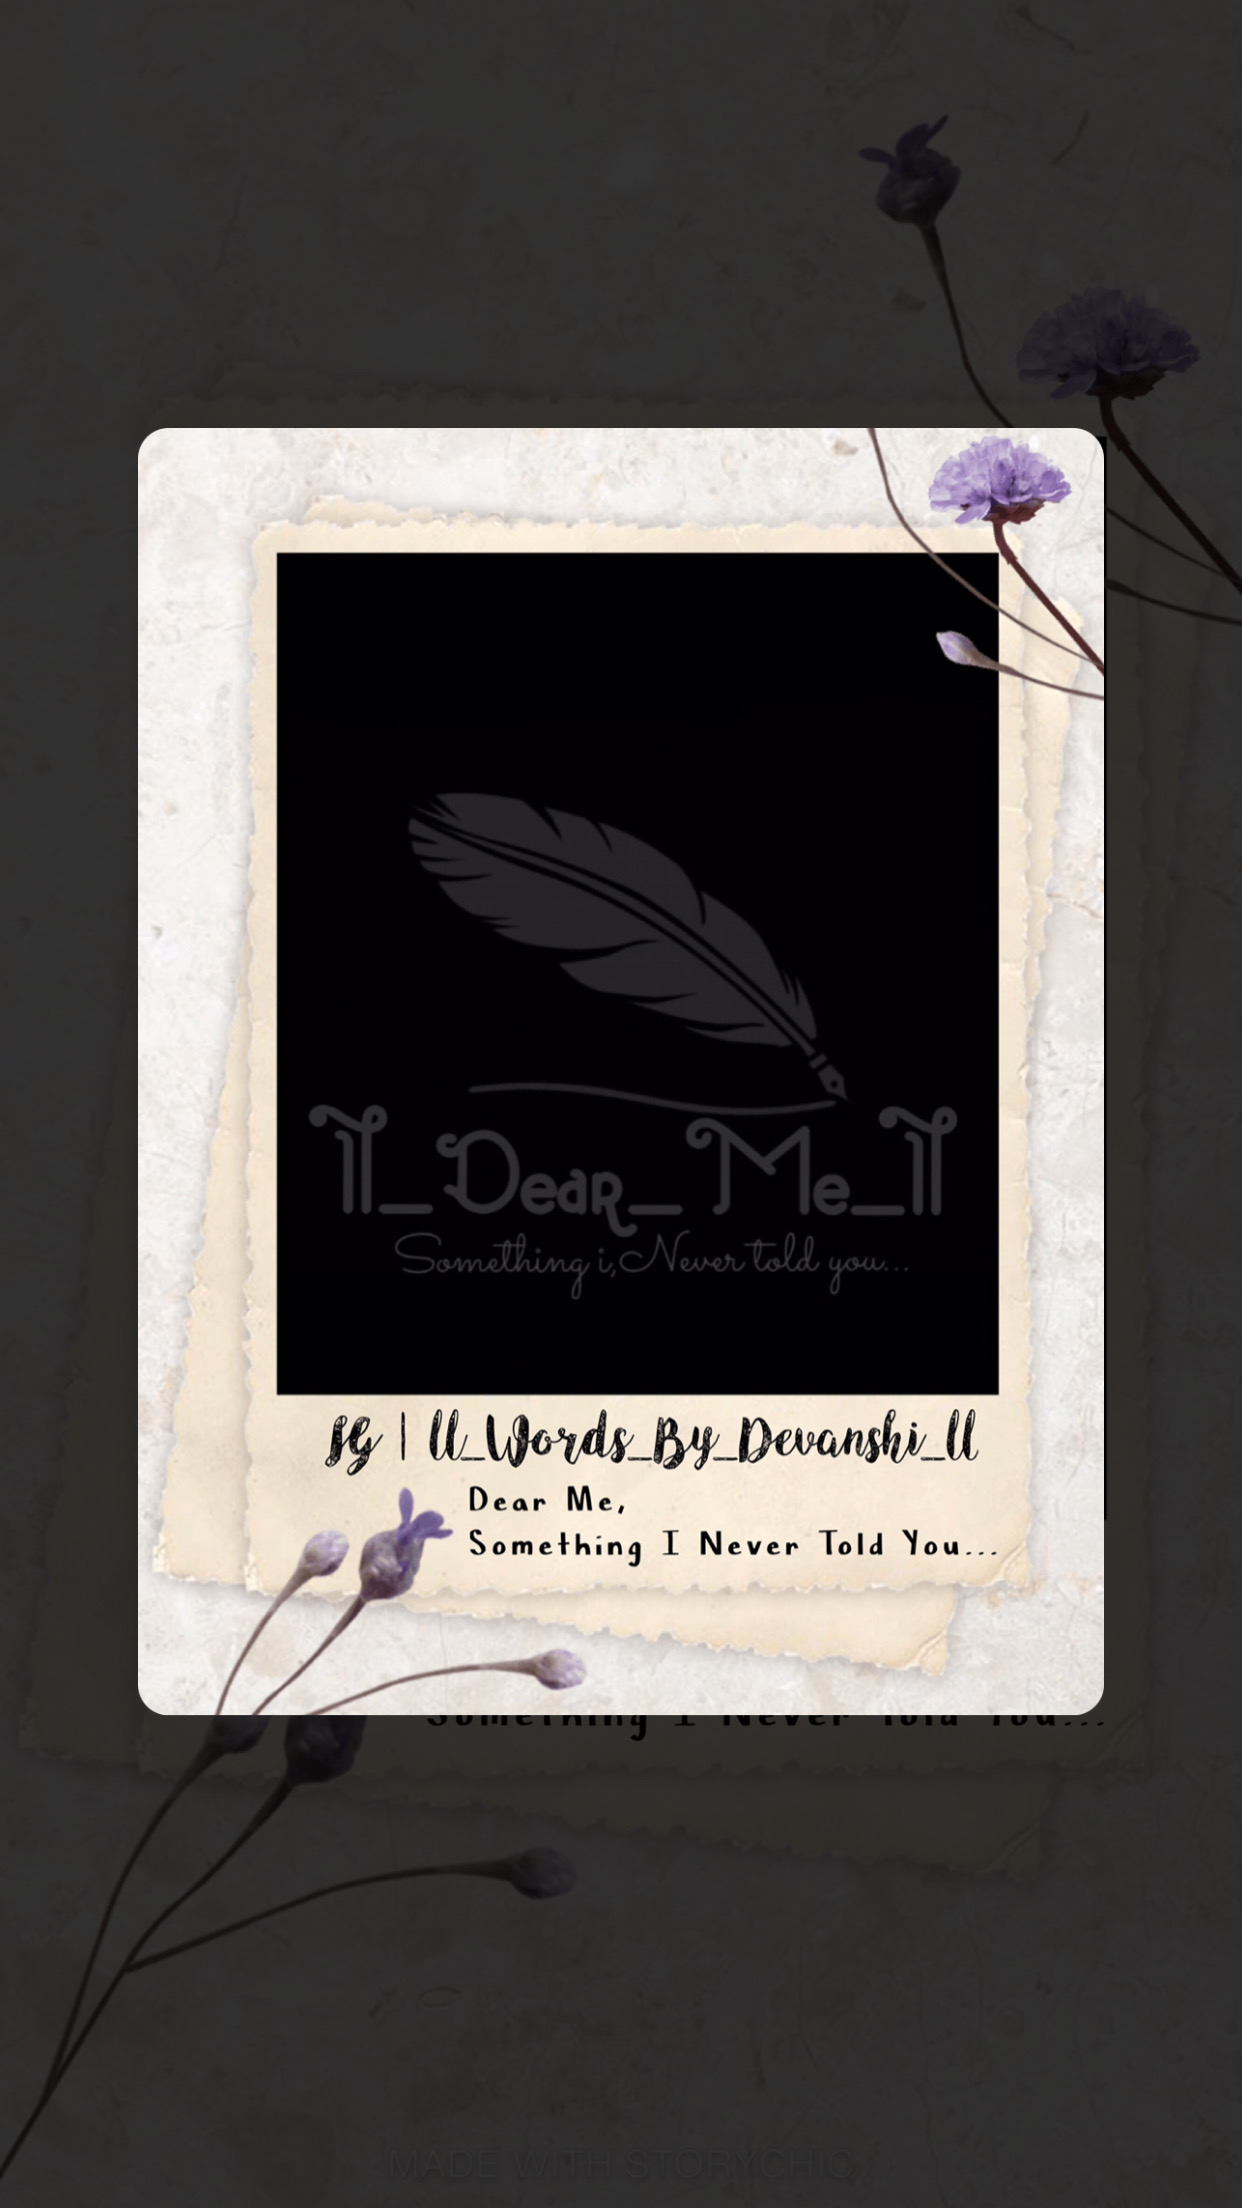 ll_Dear_Me_ll
Something i, Never told you...
IG | ll_Words_By_Devanshi_ll
Dear Me,
Something I Never Told You...
Something I Never Told You...
MADE WITH STORYCHIC